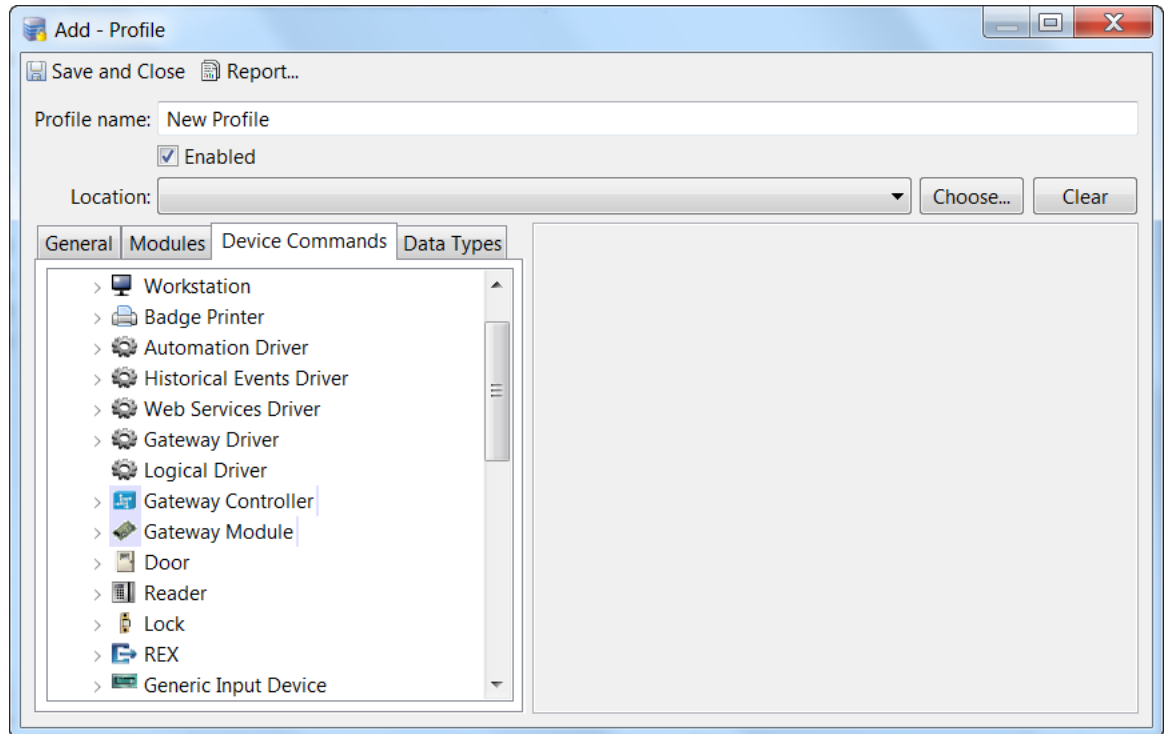 Add - Profile
Save and Close Report...
Profile name: New Profile
Enabled
Location: Choose... Clear
General Modules Device Commands Data Types
Workstation
Badge Printer
Automation Driver
Historical Events Driver
Web Services Driver
Gateway Driver
Logical Driver
Gateway Controller
Gateway Module
Door
Reader
Lock
REX
Generic Input Device